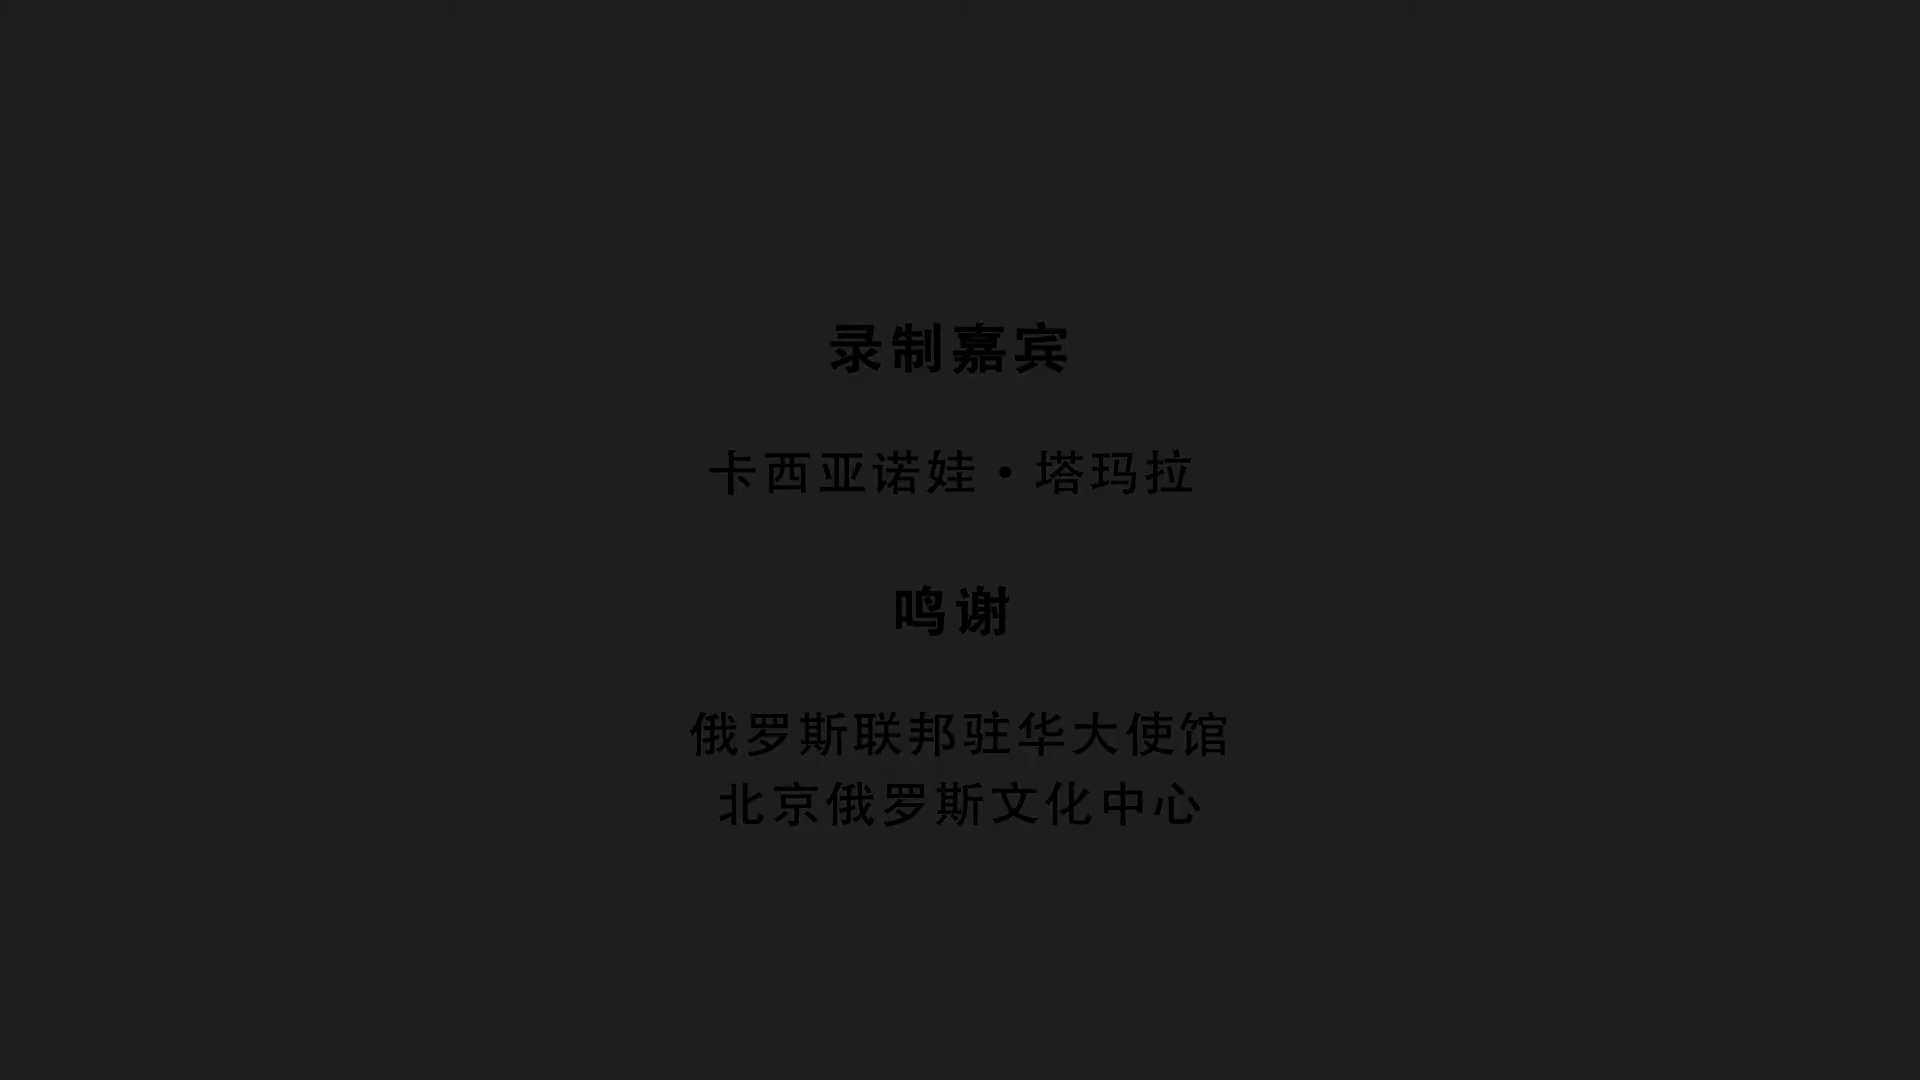 录制嘉宾
卡西亚诺娃·塔玛拉
鸣谢
俄罗斯联邦驻华大使馆
北京俄罗斯文化中心